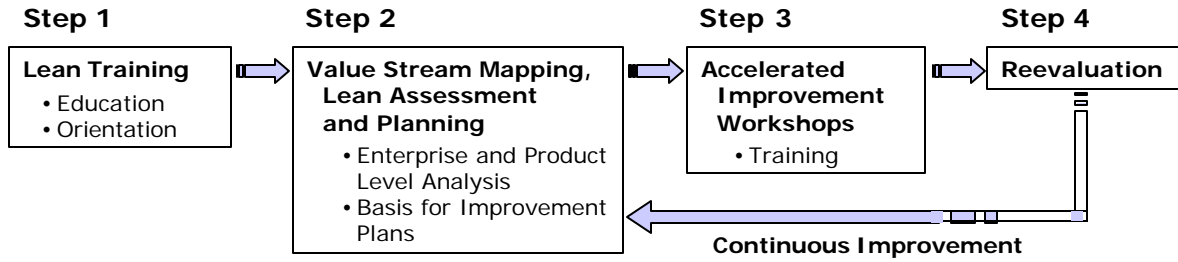 Step 1
Lean Training
• Education
• Orientation
Step 2
Value Stream Mapping,
Lean Assessment
and Planning
• Enterprise and Product
Level Analysis
• Basis for Improvement
Plans
Step 3
Accelerated
Improvement
Workshops
• Training
Step 4
Reevaluation
Continuous Improvement